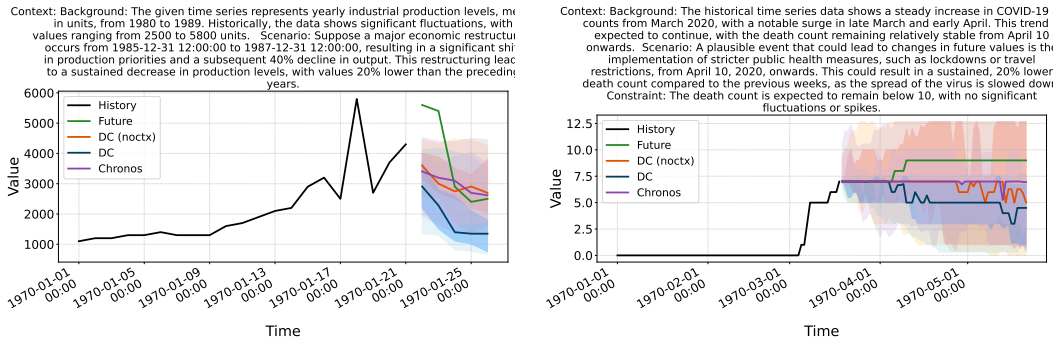 Context: Background: The given time series represents yearly industrial production levels, me
in units, from 1980 to 1989. Historically, the data shows significant fluctuations, with
values ranging from 2500 to 5800 units.   Scenario: Suppose a major economic restructur
occurs from 1985-12-31 12:00:00 to 1987-12-31 12:00:00, resulting in a significant shi
in production priorities and a subsequent 40% decline in output. This restructuring lead
to a sustained decrease in production levels, with values 20% lower than the preceding
years.
6000
5000
4000
3000
2000
1000
Value
History
Future
DC (noctx)
DC
Chronos
1970-01-01 00:00
1970-01-05 00:00
1970-01-09 00:00
1970-01-13 00:00
1970-01-17 00:00
1970-01-21 00:00
1970-01-25 00:00
Time
Context: Background: The historical time series data shows a steady increase in COVID-19
counts from March 2020, with a notable surge in late March and early April. This trend
expected to continue, with the death count remaining relatively stable from April 10
onwards.   Scenario: A plausible event that could lead to changes in future values is the
implementation of stricter public health measures, such as lockdowns or travel
restrictions, from April 10, 2020, onwards. This could result in a sustained, 20% lower
death count compared to the previous weeks, as the spread of the virus is slowed down
Constraint: The death count is expected to remain below 10, with no significant
fluctuations or spikes.
12.5
10.0
7.5
5.0
2.5
0.0
Value
History
Future
DC (noctx)
DC
Chronos
1970-01-01 00:00
1970-02-01 00:00
1970-03-01 00:00
1970-04-01 00:00
1970-05-01 00:00
Time